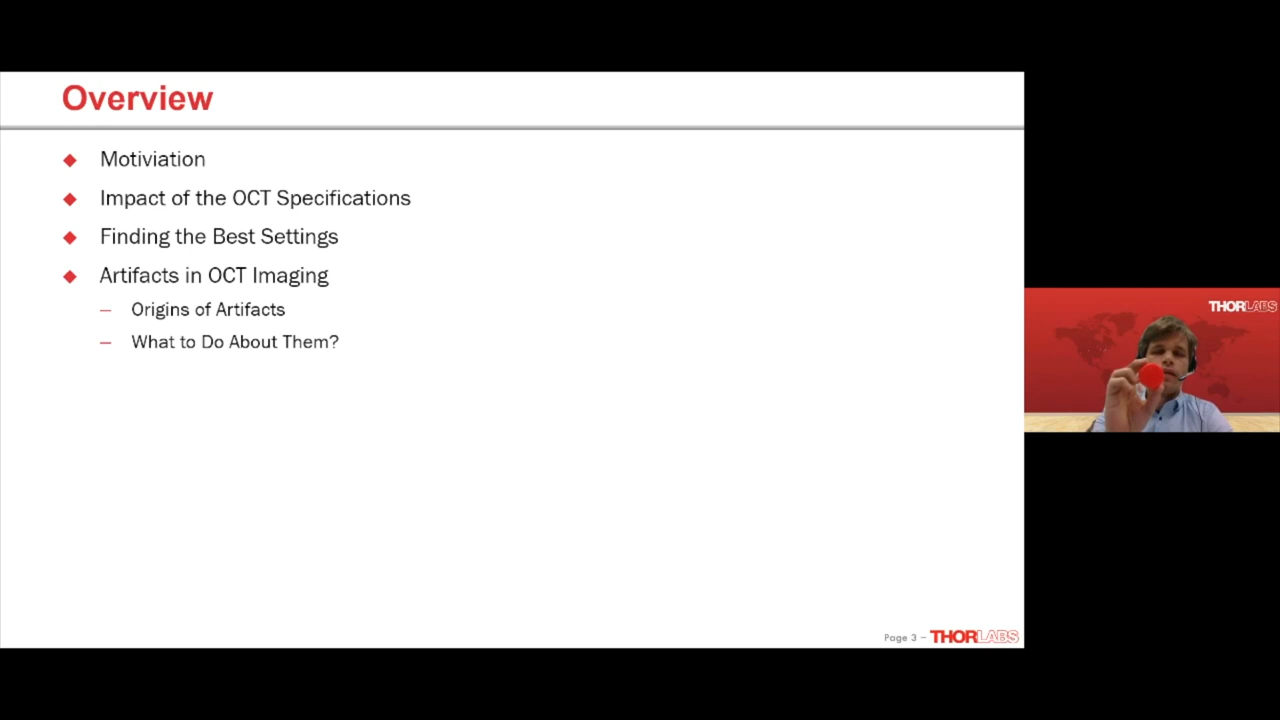 Overview
Motiviation
Impact of the OCT Specifications
Finding the Best Settings
Artifacts in OCT Imaging
– Origins of Artifacts
– What to Do About Them?
Page 3 – THORLABS
THORLABS